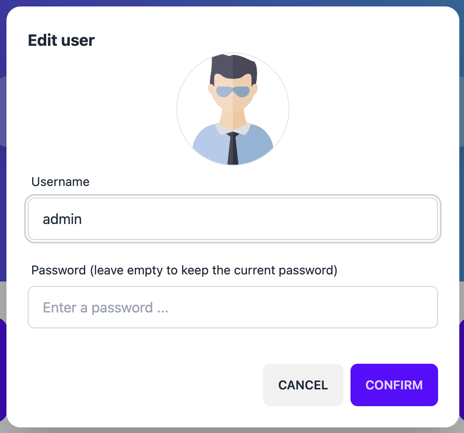 Edit user
Username
admin
Password (leave empty to keep the current password)
Enter a password ...
CANCEL CONFIRM